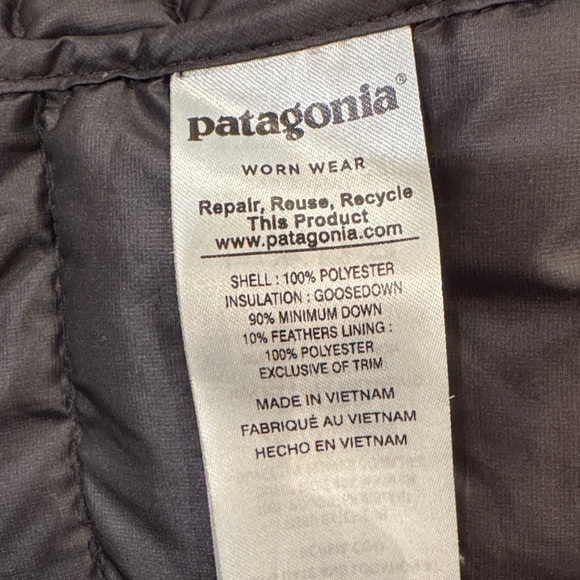 patagonia®
WORN WEAR
Repair, Reuse, Recycle
This Product
www.patagonia.com
SHELL : 100% POLYESTER
INSULATION : GOOSEDOWN
90% MINIMUM DOWN
10% FEATHERS LINING :
100% POLYESTER
EXCLUSIVE OF TRIM
MADE IN VIETNAM
FABRIQUÉ AU VIETNAM
HECHO EN VIETNAM